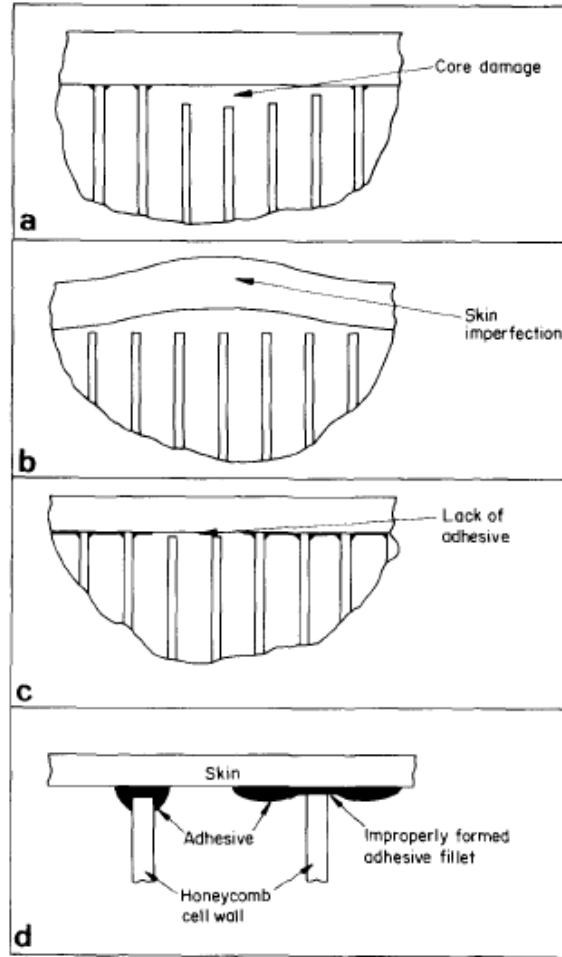 Core damage
a
Skin
imperfection
b
Lack of
adhesive
c
Skin
Adhesive
Improperly formed
adhesive fillet
Honeycomb
cell wall
d